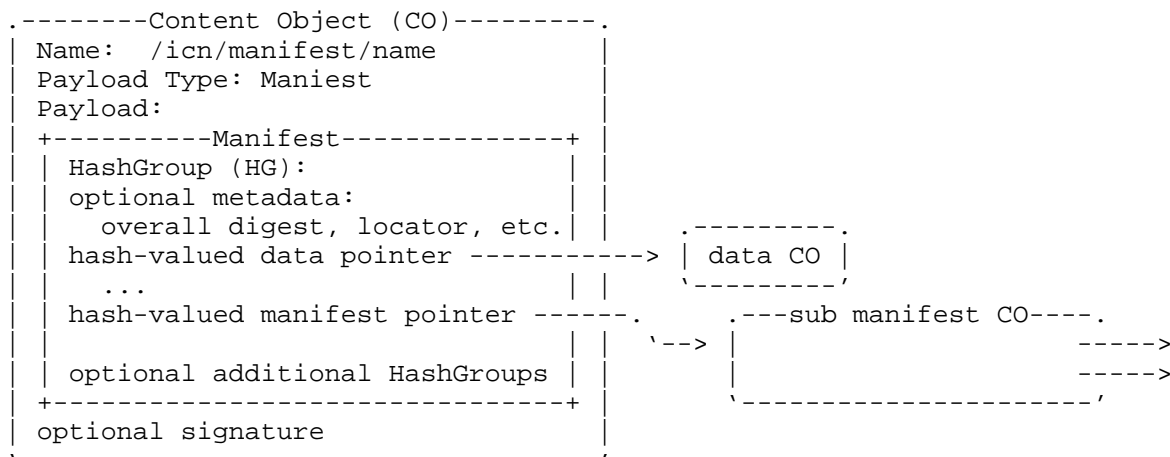 Content Object (CO)
Name: /icn/manifest/name
Payload Type: Maniest
Payload:
Manifest
HashGroup (HG):
optional metadata:
overall digest, locator, etc.
hash-valued data pointer -----------> data CO
...
hash-valued manifest pointer ------. sub manifest CO
optional additional HashGroups
optional signature